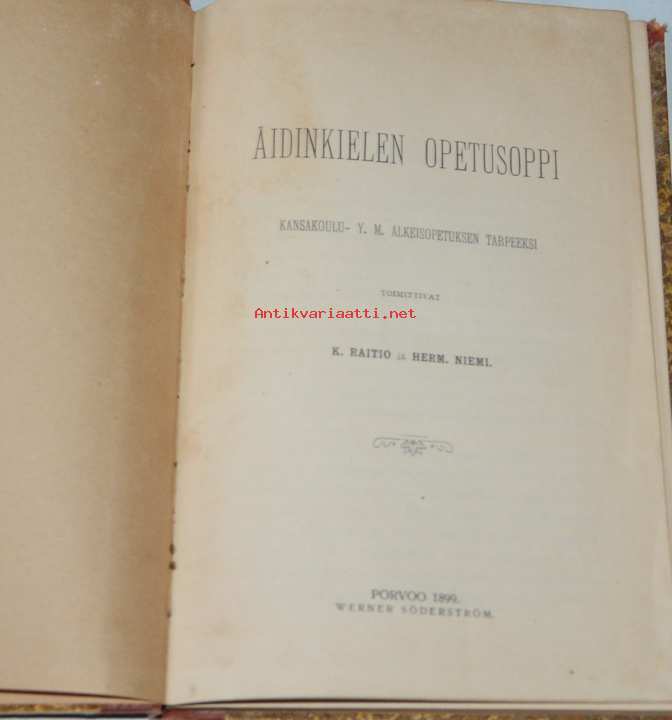 ÄIDINKIELEN OPETUSOPPI
KANSAKOULU- Y. M. ALKEISOPETUKSEN TARPEEKSI
TOIMITTIVAT
Antikvariaatti.net
K. RAITIO JA HERM. NIEMI.
PORVOO 1899.
WERNER SÖDERSTRÖM.